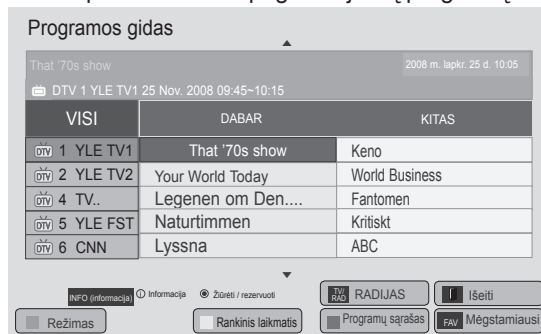 Programos gidas
That '70s show
2008 m. lapkr. 25 d. 10:05
DTV 1 YLE TV1 25 Nov. 2008 09:45~10:15
VISI DABAR KITAS
DTV 1 YLE TV1 That '70s show Keno
DTV 2 YLE TV2 Your World Today World Business
DTV 4 TV.. Legenen om Den.... Fantomen
DTV 5 YLE FST Naturtimmen Kritiskt
DTV 6 CNN Lyssna ABC
INFO (informacija) i Informacija Žiūrėti / rezervuoti TV/RAD RADIJAS Išeiti
Režimas Rankinis laikmatis Programų sąrašas FAV Mėgstamiausi